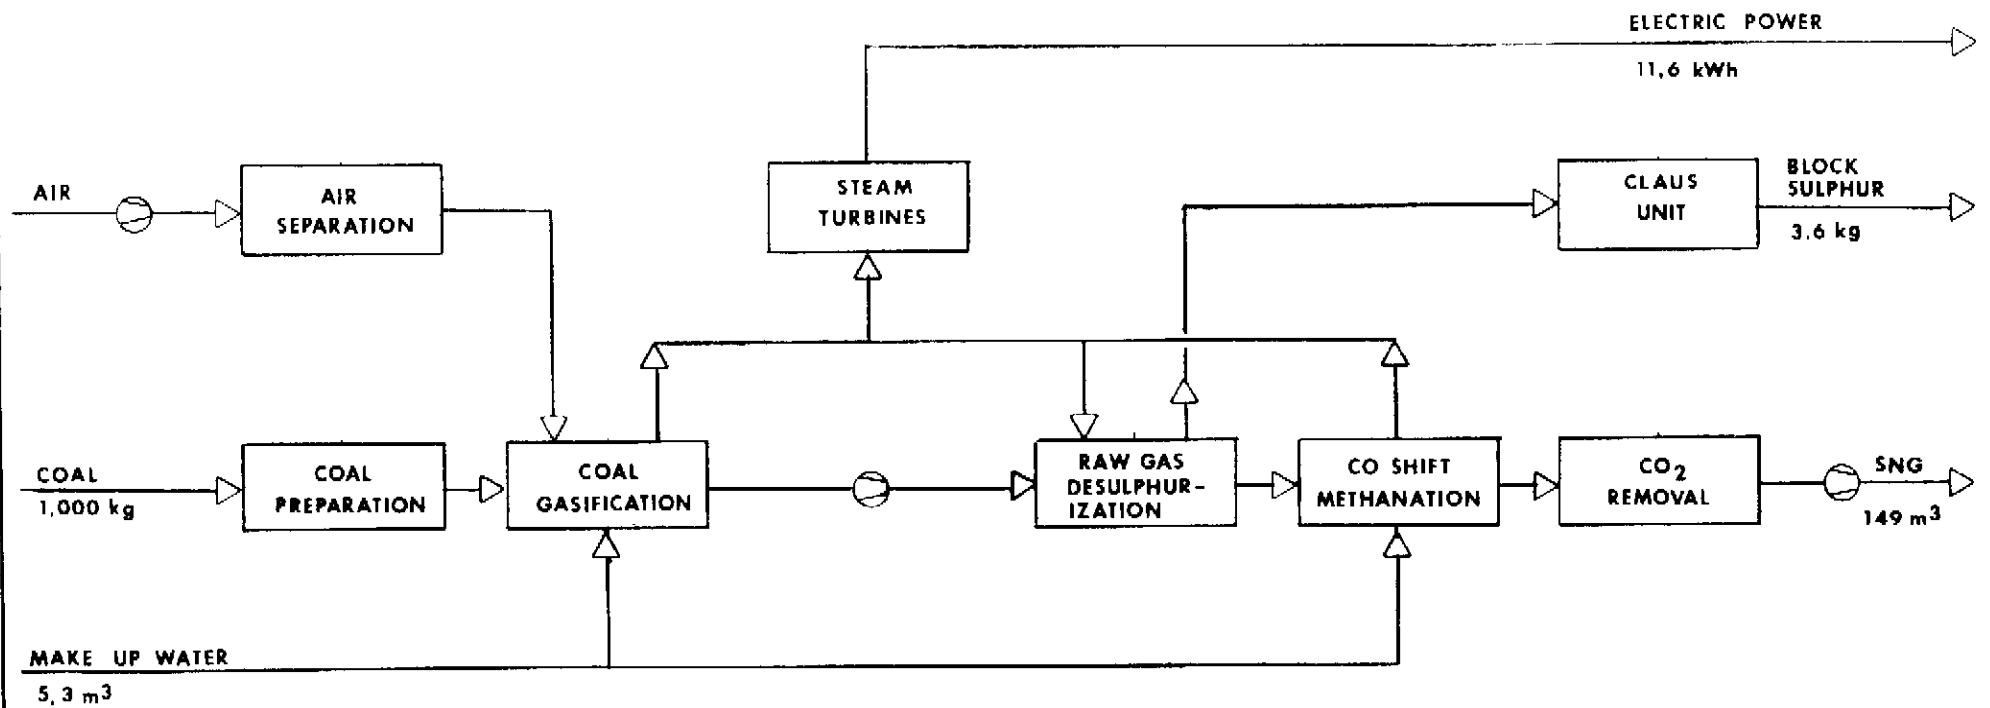 ELECTRIC POWER
11,6 kWh
AIR
AIR
SEPARATION
STEAM
TURBINES
CLAUS
UNIT
BLOCK
SULPHUR
3,6 kg
COAL
1,000 kg
COAL
PREPARATION
COAL
GASIFICATION
RAW GAS
DESULPHUR-
IZATION
CO SHIFT
METHANATION
CO2
REMOVAL
SNG
149 m3
MAKE UP WATER
5,3 m3